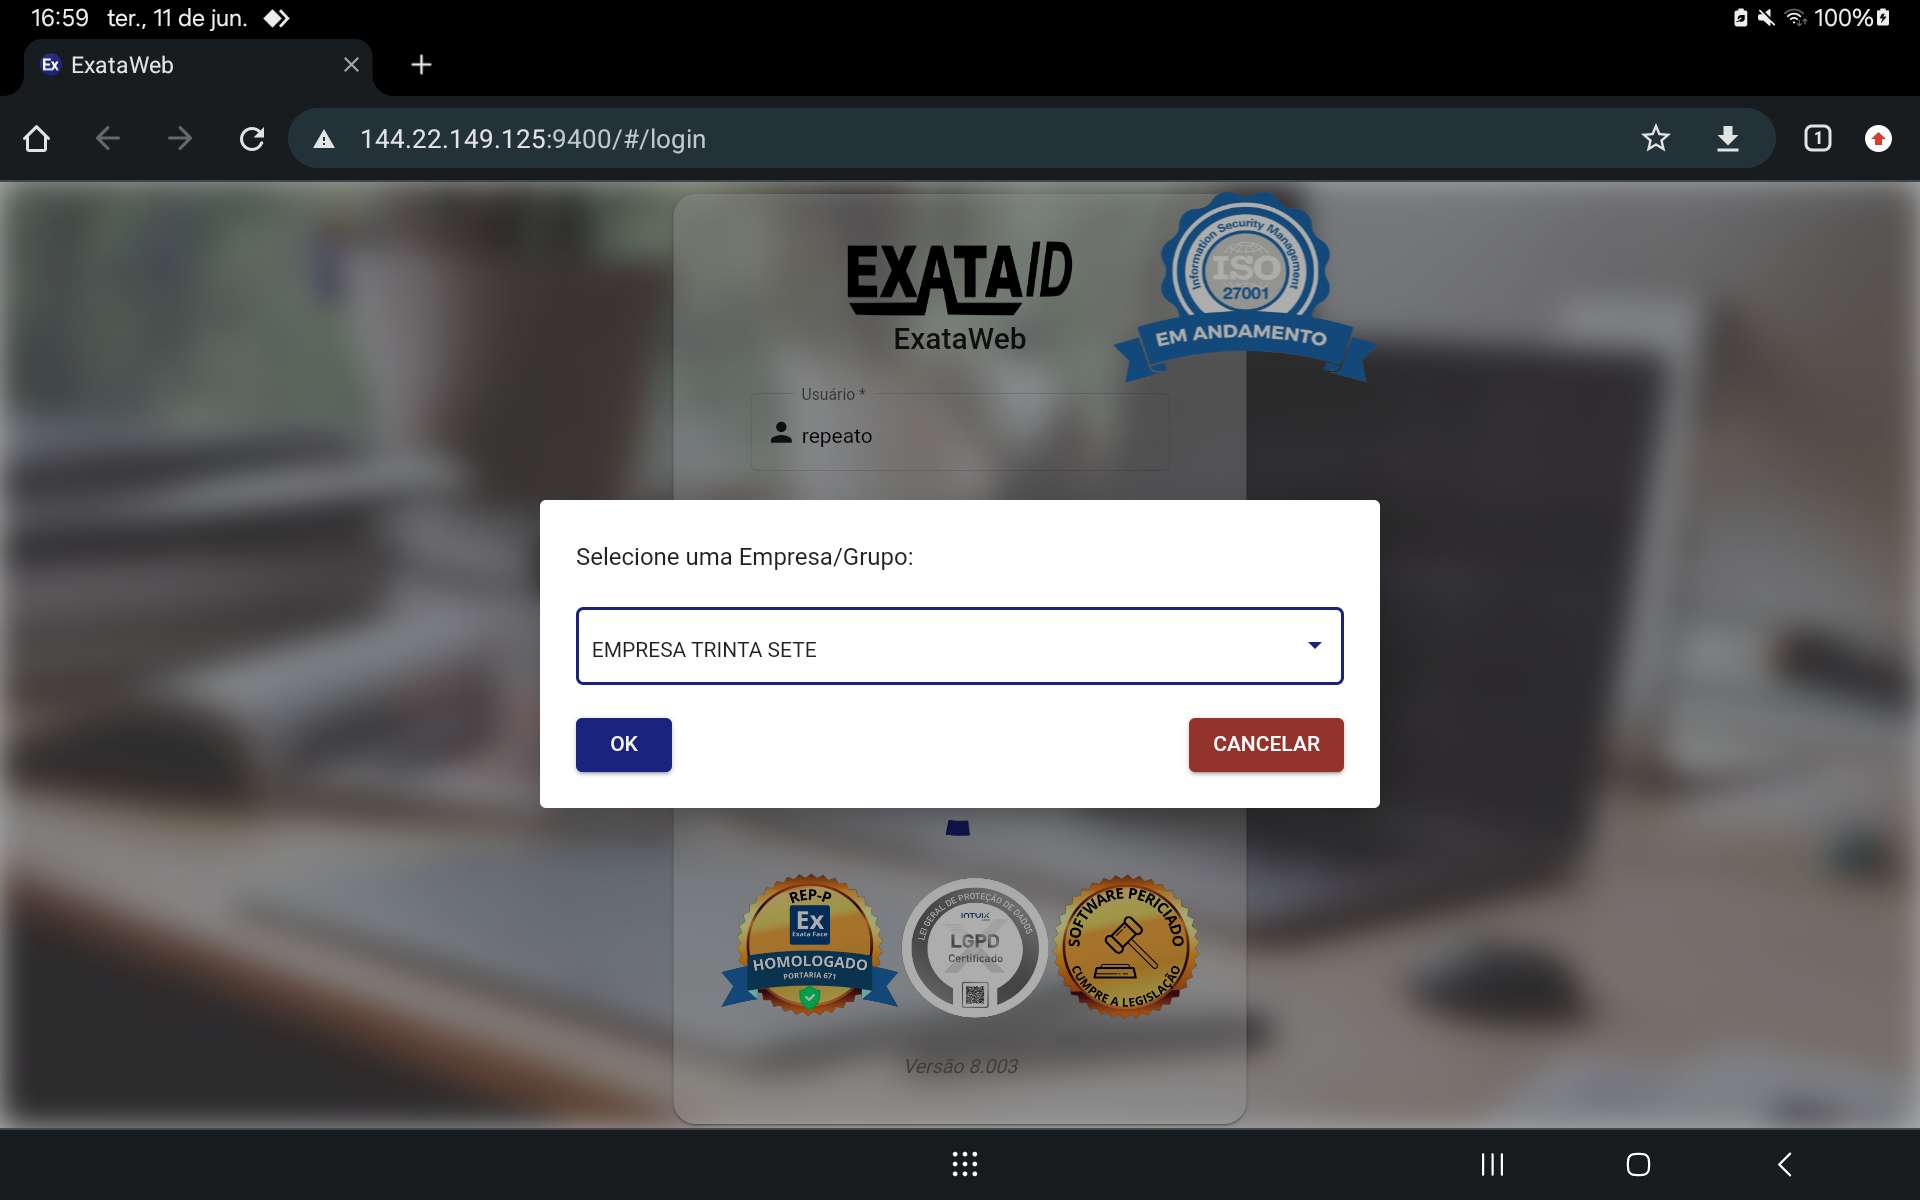 16:59 ter., 11 de jun. 100%
Ex ExataWeb
144.22.149.125:9400/#/login 1
EXATAID
ExataWeb
Information Security Management
ISO
27001
EM ANDAMENTO
Usuário *
repeato
Selecione uma Empresa/Grupo:
EMPRESA TRINTA SETE
OK CANCELAR
REP-P
Ex
Exata Face
HOMOLOGADO
PORTARIA 671
LEI GERAL DE PROTEÇÃO DE DADOS
INTUIX
LGPD
Certificado
SOFTWARE PERICIADO
CUMPRE A LEGISLAÇÃO
Versão 8.003